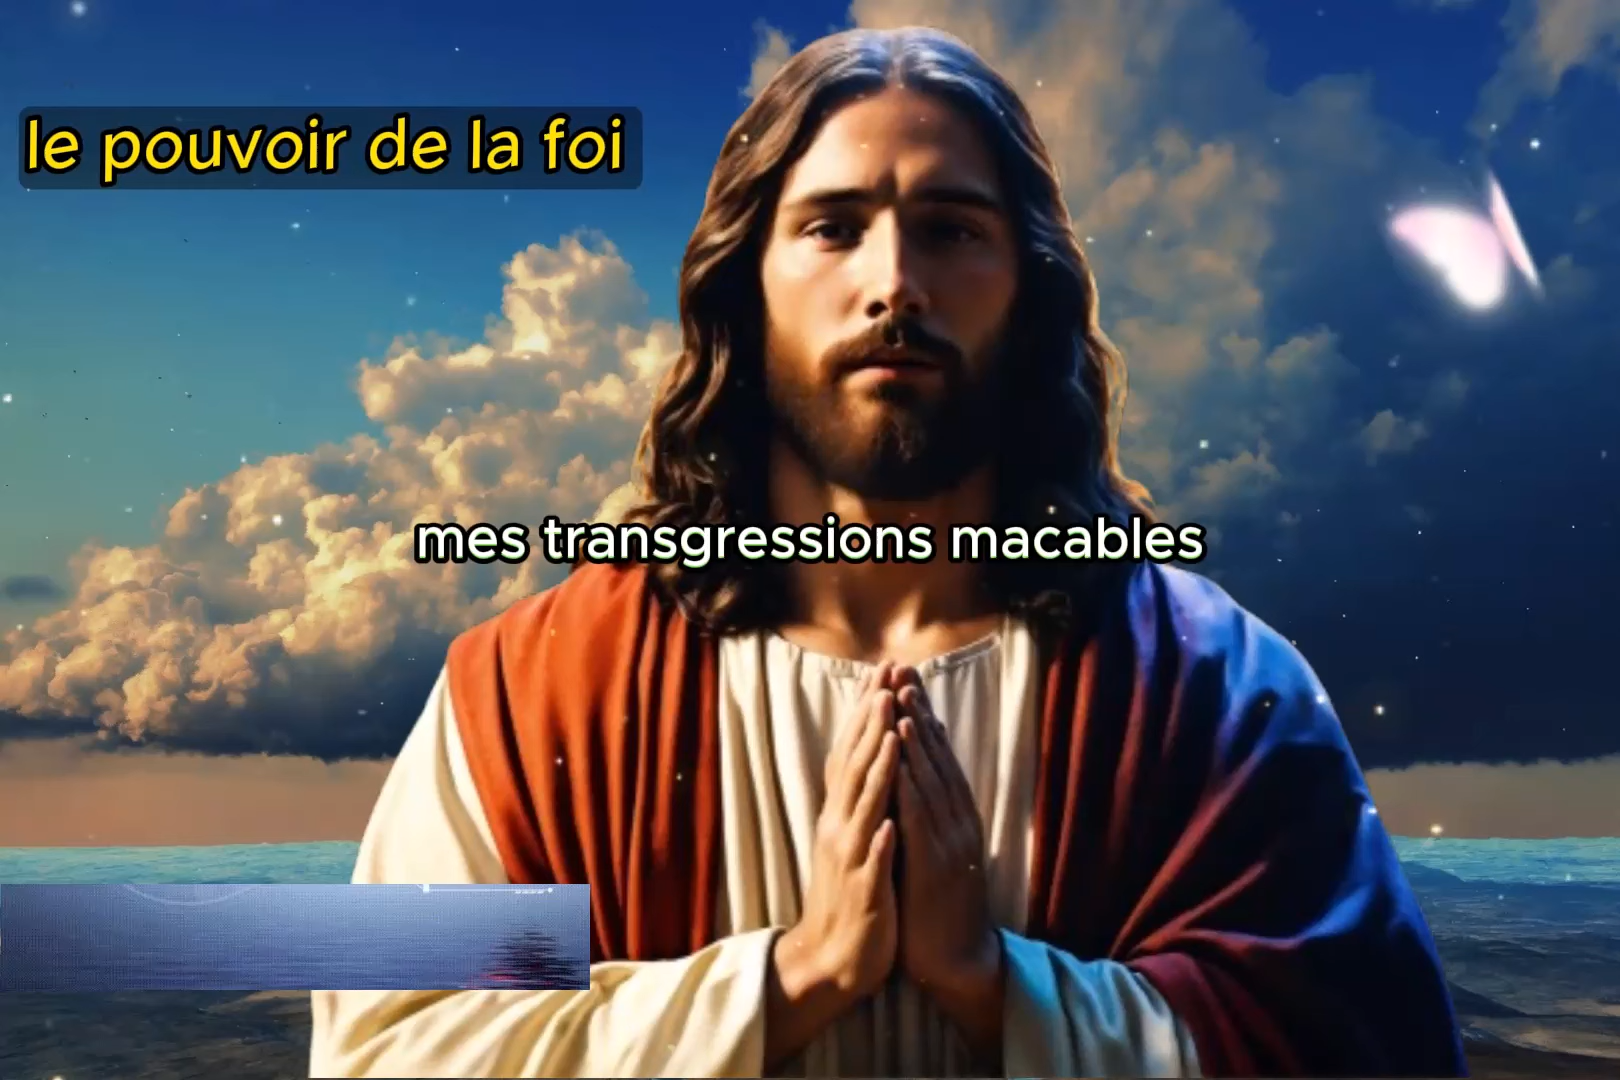 le pouvoir de la foi
mes transgressions macables